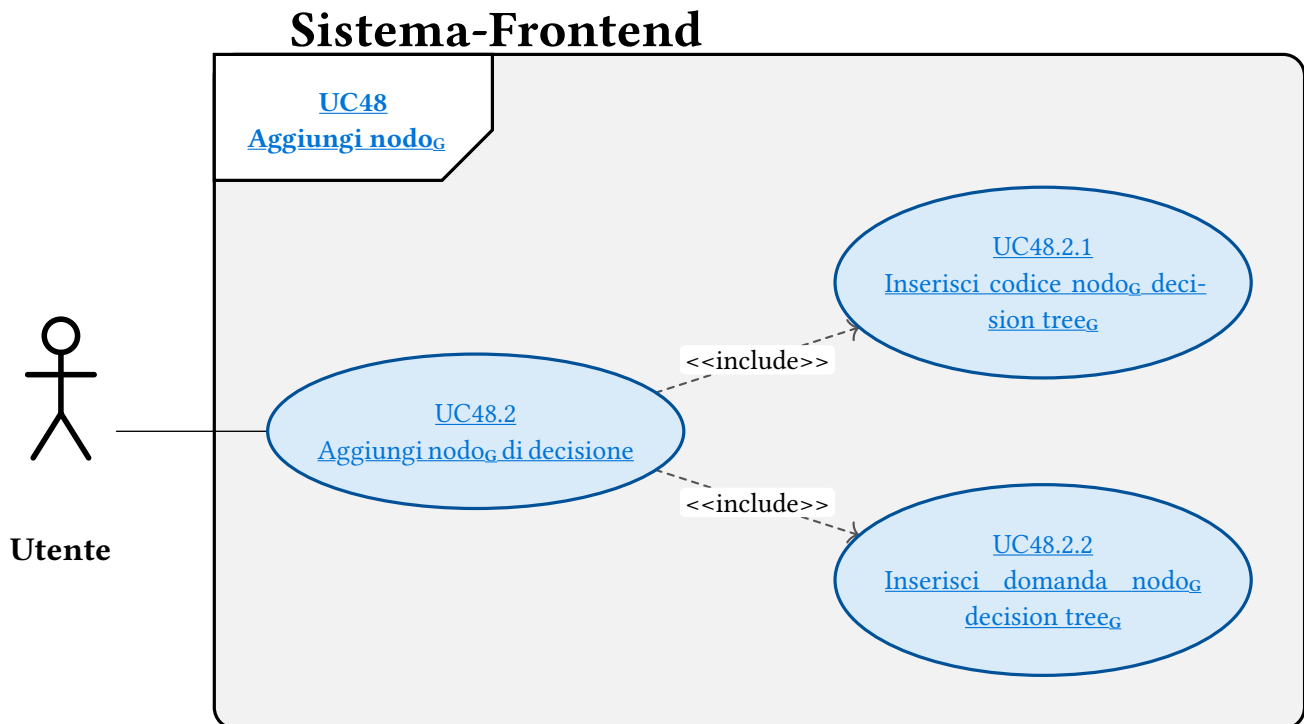 Sistema-Frontend
UC48
Aggiungi nodoG
UC48.2.1
Inserisci codice nodoG deci-
sion treeG
<<include>>
UC48.2
Aggiungi nodoG di decisione
<<include>>
UC48.2.2
Inserisci domanda nodoG
decision treeG
Utente